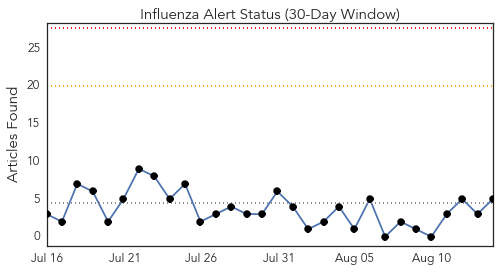 Influenza Alert Status (30-Day Window)
Articles Found
25
20
15
10
5
0
Jul 16 Jul 21 Jul 26 Jul 31 Aug 05 Aug 10